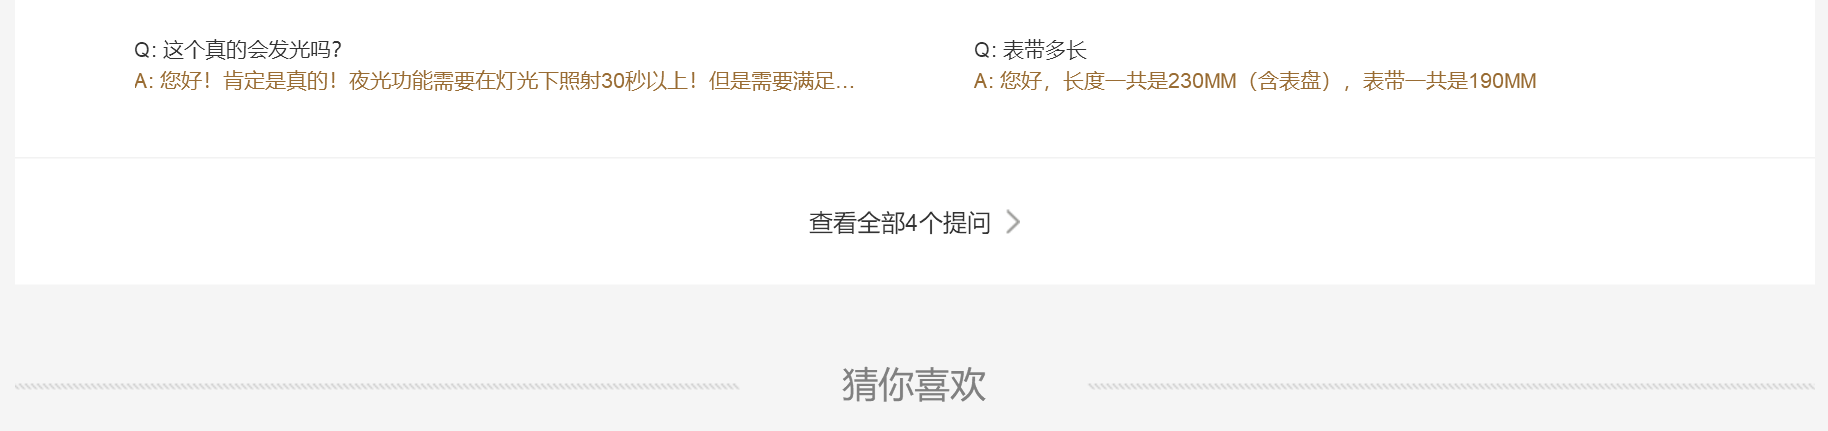 Q: 这个真的会发光吗？
A: 您好！肯定是真的！夜光功能需要在灯光下照射30秒以上！但是需要满足...
Q: 表带多长
A: 您好，长度一共是230MM（含表盘），表带一共是190MM
查看全部4个提问
猜你喜欢